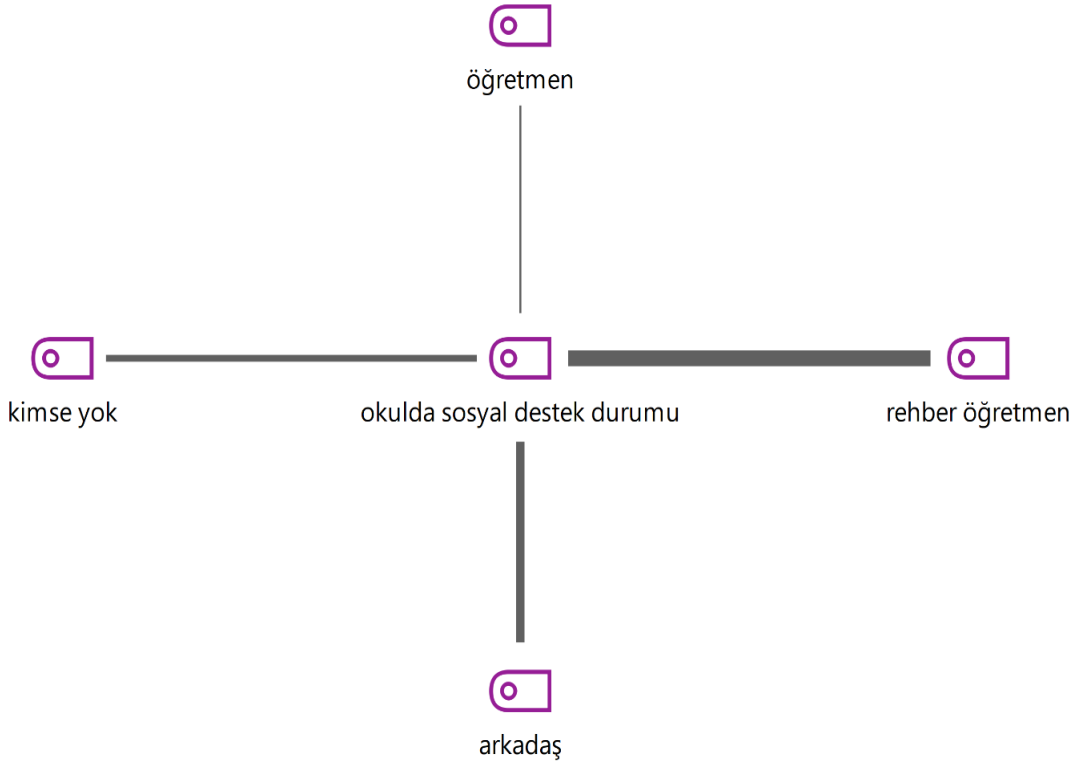 öğretmen
kimse yok
okulda sosyal destek durumu
rehber öğretmen
arkadaş